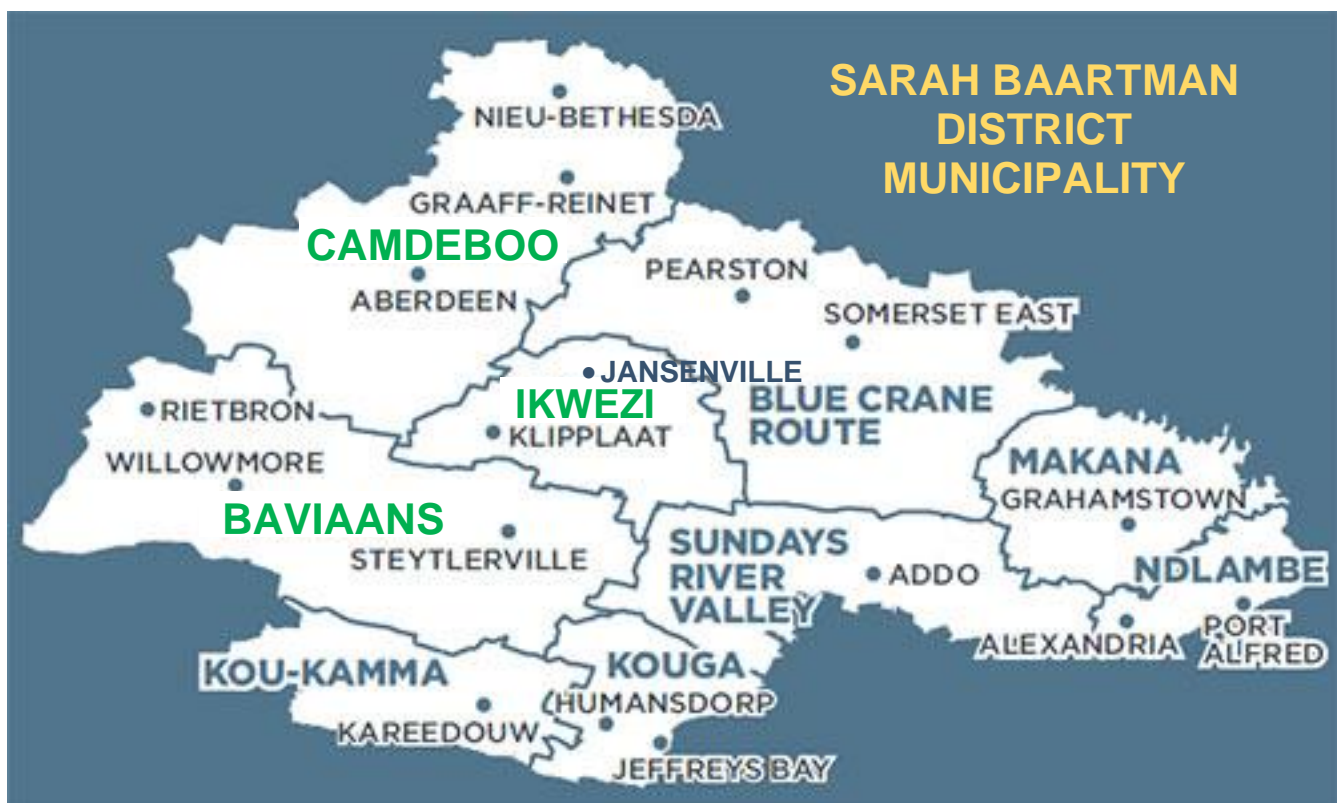 SARAH BAARTMAN
DISTRICT
MUNICIPALITY
NIEU-BETHESDA
GRAAFF-REINET
CAMDEBOO
ABERDEEN
PEARSTON
SOMERSET EAST
JANSENVILLE
IKWEZI
KLIPPLAAT
BLUE CRANE
ROUTE
RIETBRON
WILLOWMORE
BAVIAANS
STEYTLERVILLE
MAKANA
GRAHAMSTOWN
SUNDAYS
RIVER
VALLEY
ADDO
NDLAMBE
ALEXANDRIA
PORT
ALFRED
KOU-KAMMA
KAREEDOUW
KOUGA
HUMANSDORP
JEFFREYS BAY